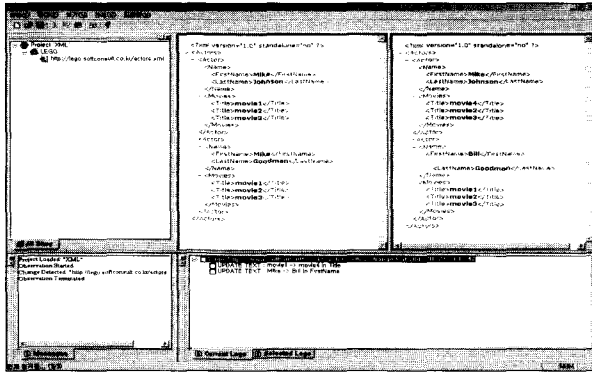 Project XML
LEGO
http://lego.softconsult.co.kr/actors.xml
<?xml version="1.0" standalone="no" ?>
- <Actors>
- <Actor>
- <Name>
<FirstName>Mike</FirstName>
<LastName>Johnson</LastName>
</Name>
- <Movies>
<Title>movie1</Title>
<Title>movie2</Title>
<Title>movie3</Title>
</Movies>
</Actor>
- <Actor>
- <Name>
<FirstName>Mike</FirstName>
<LastName>Goodman</LastName>
</Name>
- <Movies>
<Title>movie1</Title>
<Title>movie2</Title>
<Title>movie3</Title>
</Movies>
</Actor>
</Actors>
<?xml version="1.0" standalone="no" ?>
- <Actors>
- <Actor>
- <Name>
<FirstName>Mike</FirstName>
<LastName>Johnson</LastName>
</Name>
- <Movies>
<Title>movie4</Title>
<Title>movie2</Title>
<Title>movie3</Title>
</Movies>
</Actor>
- <Actor>
- <Name>
<FirstName>Bill</FirstName>
<LastName>Goodman</LastName>
</Name>
- <Movies>
<Title>movie1</Title>
<Title>movie2</Title>
<Title>movie3</Title>
</Movies>
</Actor>
</Actors>
Project Loaded "XML"
Observation Started
Change Detected "http://lego.softconsult.co.kr/actors
Observation Terminated
UPDATE TEXT : movie1 -> movie4 in Title
UPDATE TEXT : Mike -> Bill in FirstName
Messages
Current Logs
Selected Logs
NUM